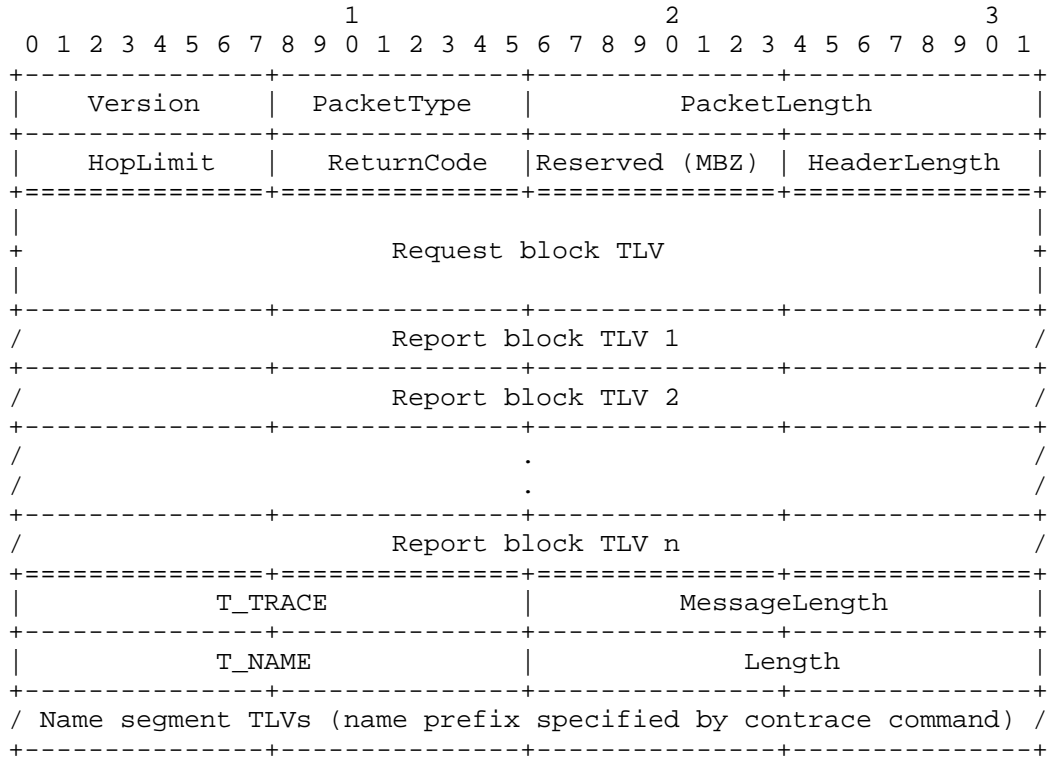 1                   2                   3
 0 1 2 3 4 5 6 7 8 9 0 1 2 3 4 5 6 7 8 9 0 1 2 3 4 5 6 7 8 9 0 1
+---------------+---------------+---------------+---------------+
|    Version    |  PacketType   |         PacketLength          |
+---------------+---------------+---------------+---------------+
|    HopLimit   |   ReturnCode  |Reserved (MBZ) | HeaderLength  |
+===============+===============+===============+===============+
|                                                               |
+                       Request block TLV                       +
|                                                               |
+---------------+---------------+---------------+---------------+
/                       Report block TLV 1                      /
+---------------+---------------+---------------+---------------+
/                       Report block TLV 2                      /
+---------------+---------------+---------------+---------------+
/                               .                               /
/                               .                               /
+---------------+---------------+---------------+---------------+
/                       Report block TLV n                      /
+===============+===============+===============+===============+
|            T_TRACE            |         MessageLength         |
+---------------+---------------+---------------+---------------+
|            T_NAME             |             Length            |
+---------------+---------------+---------------+---------------+
/ Name segment TLVs (name prefix specified by contrace command) /
+---------------+---------------+---------------+---------------+